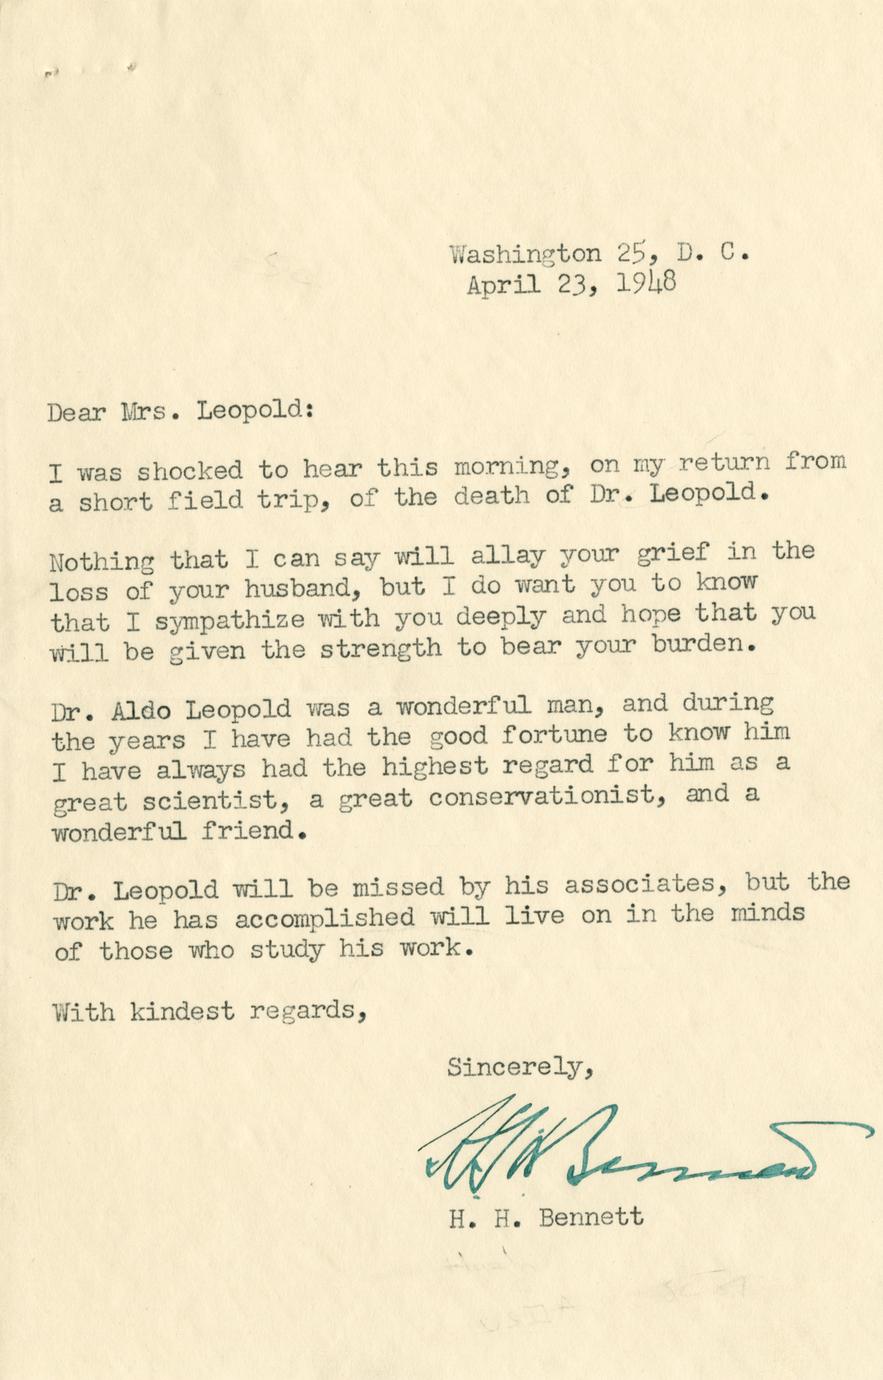 Washington 25, D. C.
April 23, 1948
Dear Mrs. Leopold:
I was shocked to hear this morning, on my return from
a short field trip, of the death of Dr. Leopold.
Nothing that I can say will allay your grief in the
loss of your husband, but I do want you to know
that I sympathize with you deeply and hope that you
will be given the strength to bear your burden.
Dr. Aldo Leopold was a wonderful man, and during
the years I have had the good fortune to know him
I have always had the highest regard for him as a
great scientist, a great conservationist, and a
wonderful friend.
Dr. Leopold will be missed by his associates, but the
work he has accomplished will live on in the minds
of those who study his work.
With kindest regards,
Sincerely,
H H Bennett
H. H. Bennett